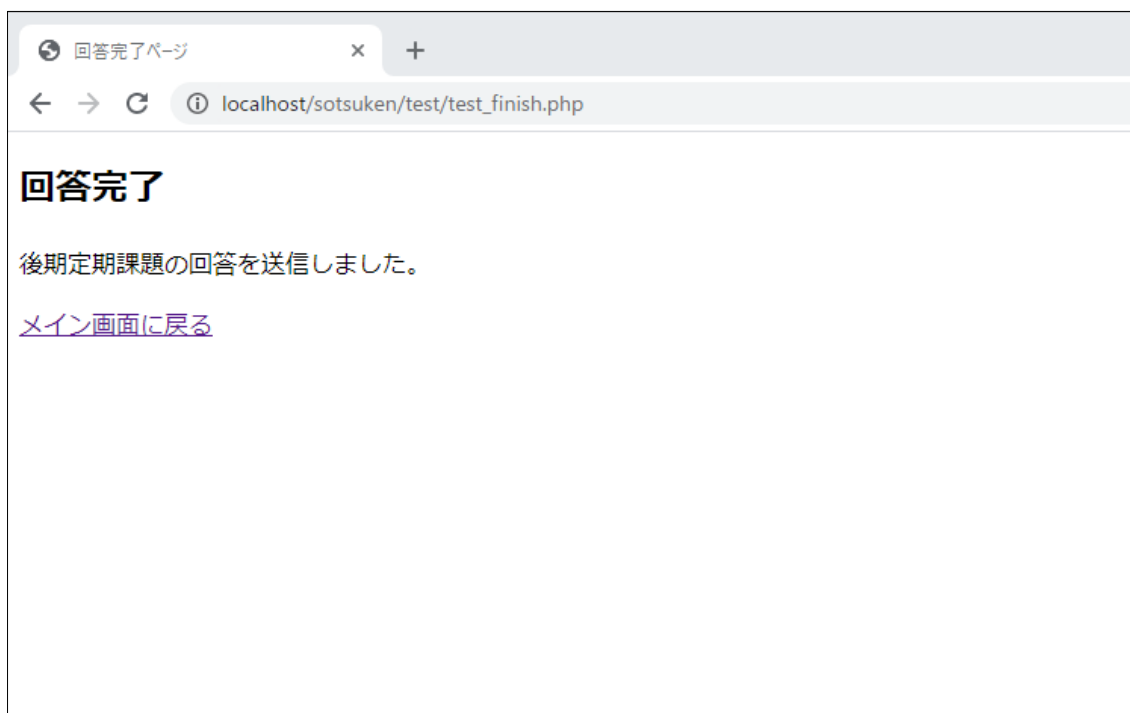 回答完了ページ
localhost/sotsuken/test/test_finish.php
回答完了
後期定期課題の回答を送信しました。
メイン画面に戻る